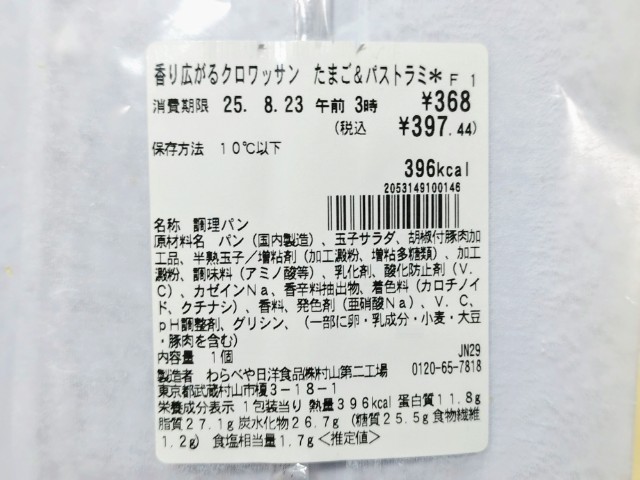 香り広がるクロワッサン たまご&パストラミ* F 1
消費期限 25. 8.23 午前 3時 ¥368
(税込 ¥397.44)
保存方法 10℃以下
396kcal
2053149100146
名称 調理パン
原材料名 パン(国内製造)、玉子サラダ、胡椒付豚肉加
工品、半熟玉子/増粘剤(加工澱粉、増粘多糖類)、加工
澱粉、調味料(アミノ酸等)、乳化剤、酸化防止剤(V.
C)、カゼインNa、香辛料抽出物、着色料(カロチノイ
ド、クチナシ)、香料、発色剤(亜硝酸Na)、V.C、
pH調整剤、グリシン、(一部に卵・乳成分・小麦・大豆
・豚肉を含む)
内容量 1個 JN29
製造者 わらべや日洋食品(株)村山第二工場 0120-65-7818
東京都武蔵村山市榎3-18-1
栄養成分表示 1包装当り 熱量396kcal 蛋白質11.8g
脂質27.1g 炭水化物26.7g (糖質25.5g 食物繊維
1.2g) 食塩相当量1.7g<推定値>